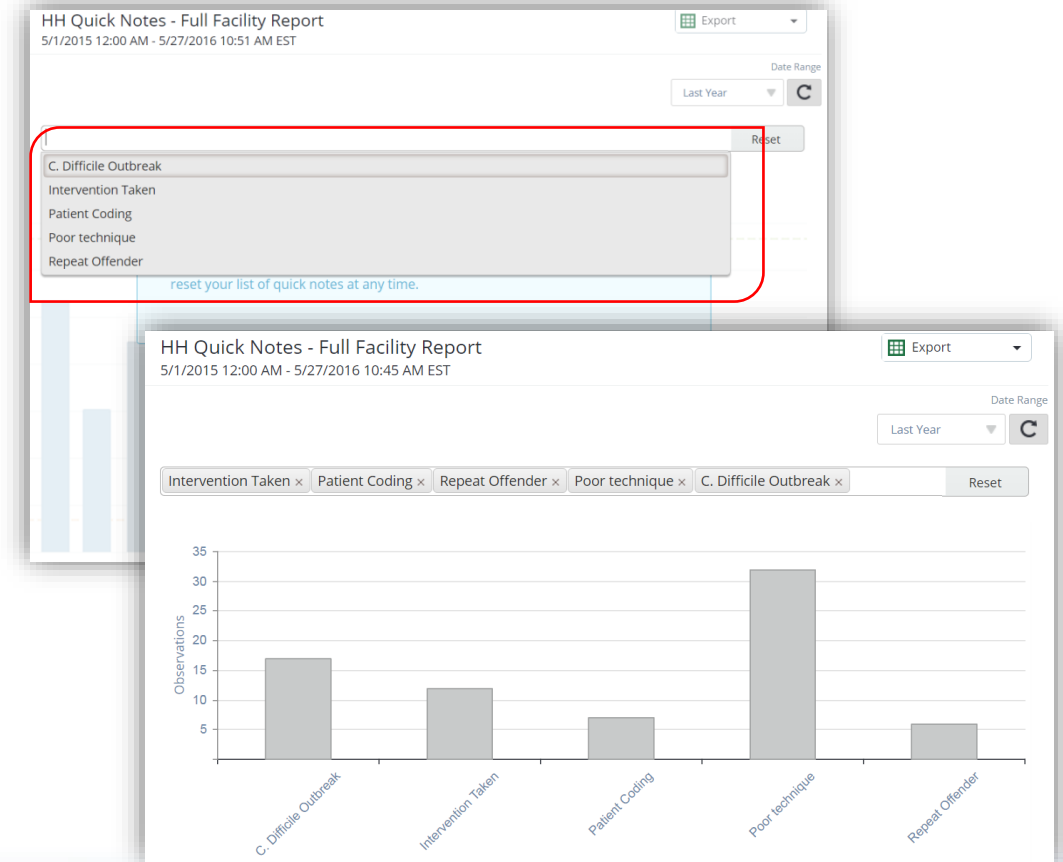 HH Quick Notes - Full Facility Report
Export
5/1/2015 12:00 AM - 5/27/2016 10:51 AM EST
Date Range
Last Year
Reset
C. Difficile Outbreak
Intervention Taken
Patient Coding
Poor technique
Repeat Offender
reset your list of quick notes at any time.
HH Quick Notes - Full Facility Report
Export
5/1/2015 12:00 AM - 5/27/2016 10:45 AM EST
Date Range
Last Year
Intervention Taken × Patient Coding × Repeat Offender × Poor technique × C. Difficile Outbreak × Reset
Observations
35
30
25
20
15
10
5
C. Difficile Outbreak
Intervention Taken
Patient Coding
Poor technique
Repeat Offender